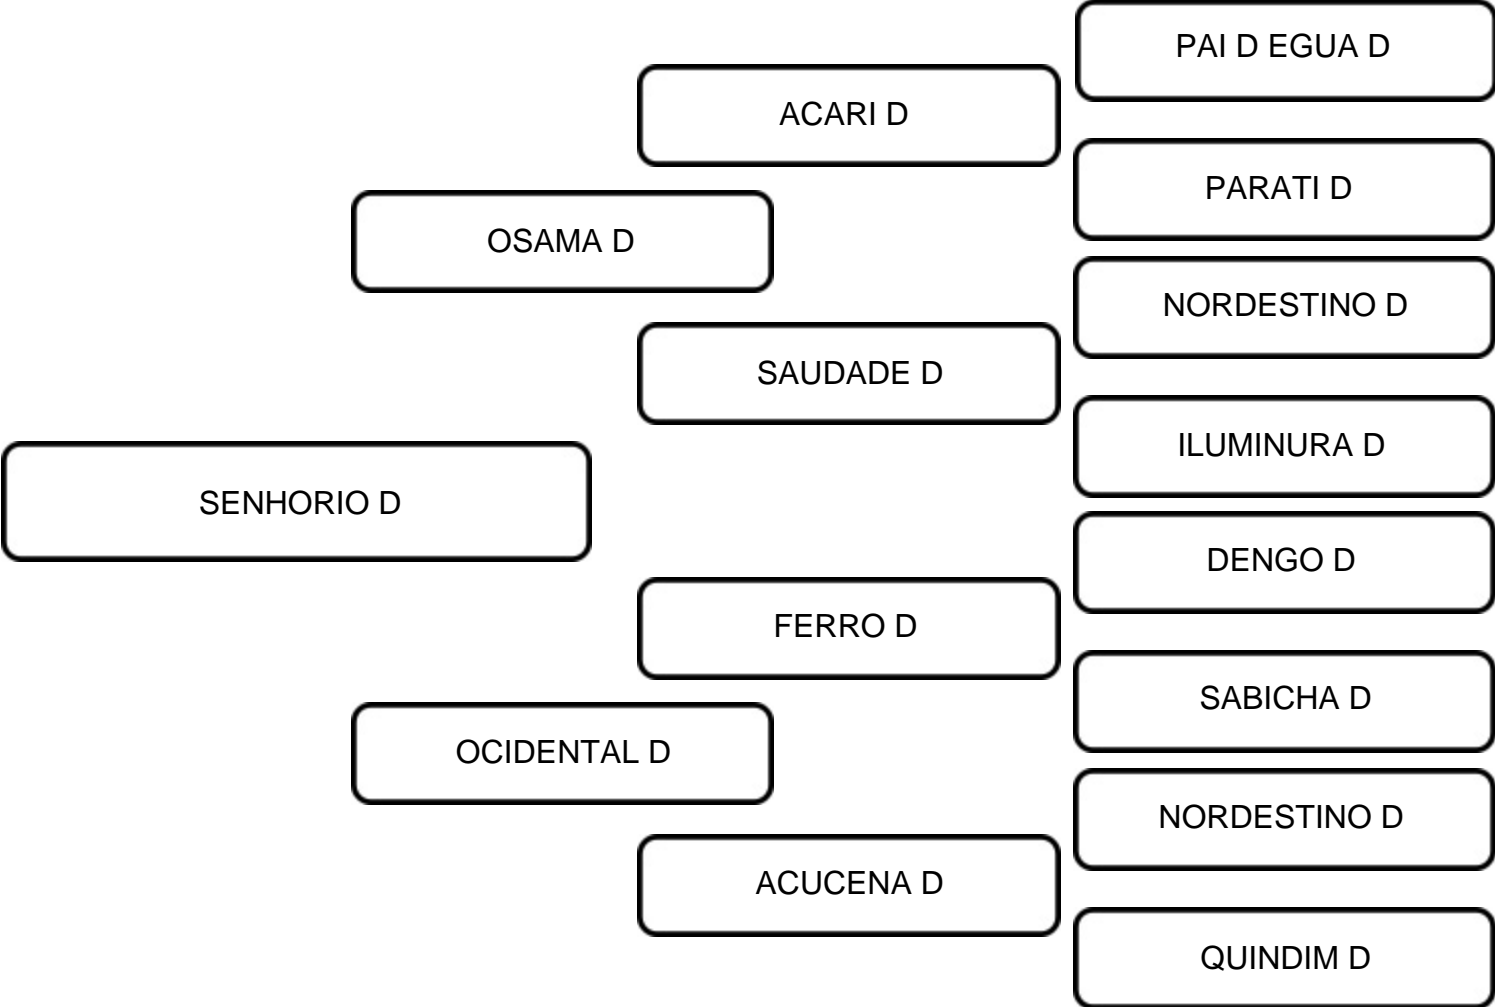 PAI D EGUA D
ACARI D
PARATI D
OSAMA D
NORDESTINO D
SAUDADE D
ILUMINURA D
SENHORIO D
DENGO D
FERRO D
SABICHA D
OCIDENTAL D
NORDESTINO D
ACUCENA D
QUINDIM D